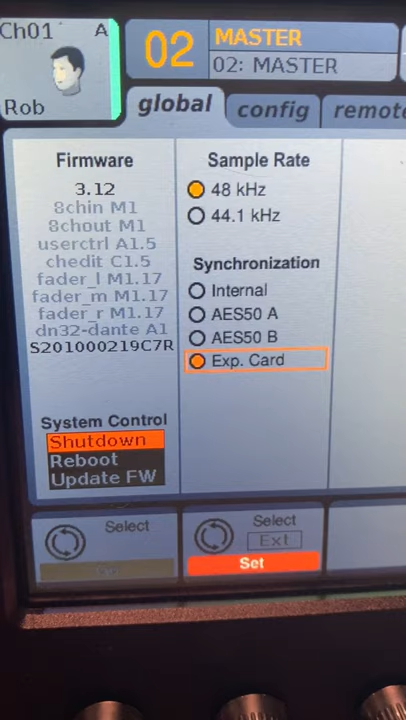 Ch01 A
Rob
02
MASTER
02: MASTER
global
config
remote
Firmware
3.12
8chin M1
8chout M1
userctrl A1.5
chedit C1.5
fader_l M1.17
fader_m M1.17
fader_r M1.17
dn32-dante A1
S201000219C7R
System Control
Shutdown
Reboot
Update FW
Sample Rate
48 kHz
44.1 kHz
Synchronization
Internal
AES50 A
AES50 B
Exp. Card
Select
Select
Ext
Set